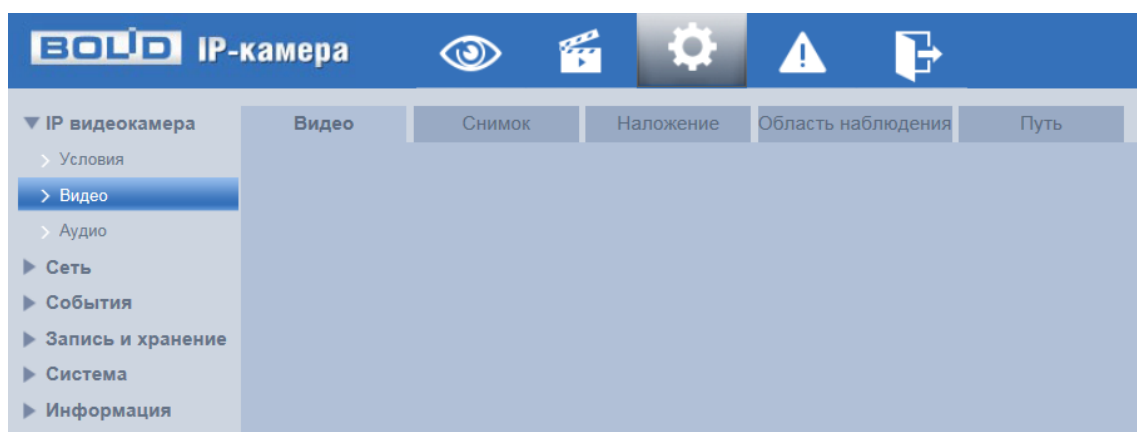 BOLID IP-камера
IP видеокамера
Видео
Снимок
Наложение
Область наблюдения
Путь
Условия
Видео
Аудио
Сеть
События
Запись и хранение
Система
Информация